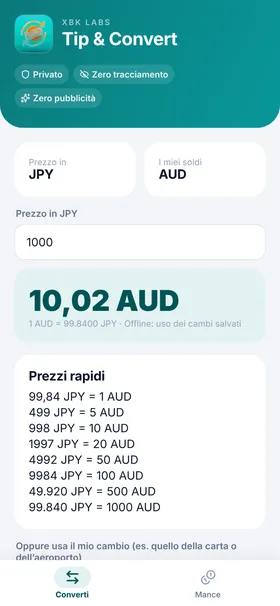 XBK LABS
Tip & Convert
Privato
Zero tracciamento
Zero pubblicità
Prezzo in
JPY
I miei soldi
AUD
Prezzo in JPY
1000
10,02 AUD
1 AUD = 99.8400 JPY · Offline: uso dei cambi salvati
Prezzi rapidi
99,84 JPY = 1 AUD
499 JPY = 5 AUD
998 JPY = 10 AUD
1997 JPY = 20 AUD
4992 JPY = 50 AUD
9984 JPY = 100 AUD
49.920 JPY = 500 AUD
99.840 JPY = 1000 AUD
Oppure usa il mio cambio (es. quello della carta o
dell'aeroporto)
Converti
Mance